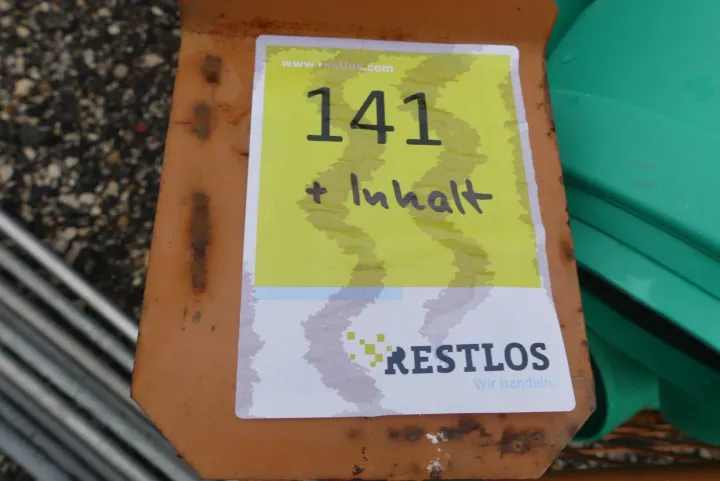 www.restlos.com
141
+ Inhalt
RESTLOS
Wir handeln.